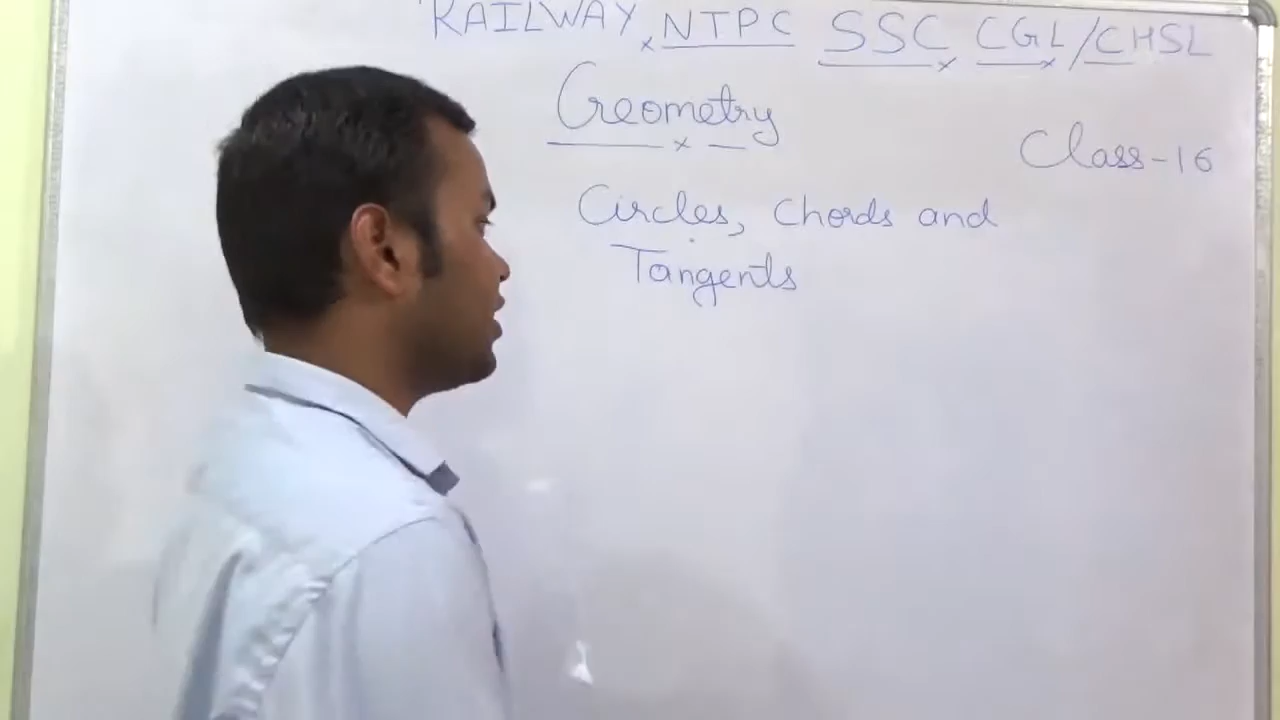 RAILWAY NTPC SSC CGL/CHSL
Geometry
Class-16
Circles, Chords and
Tangents